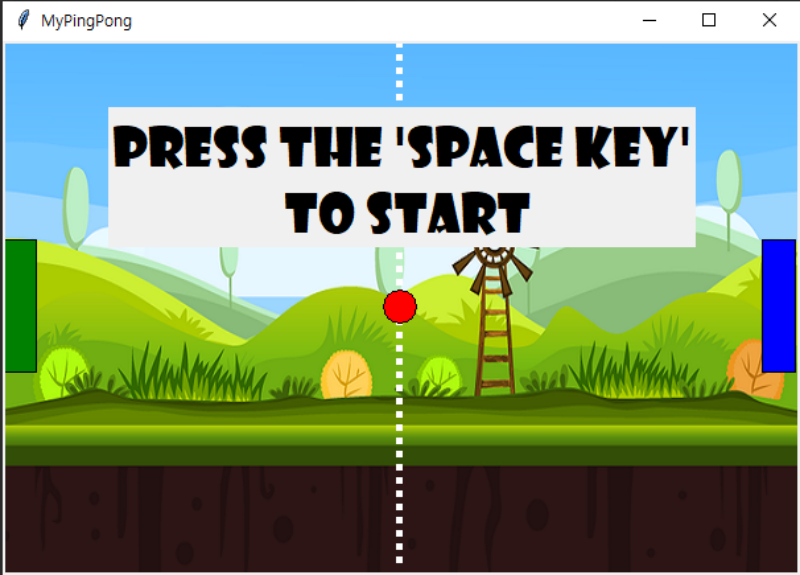 MyPingPong
PRESS THE 'SPACE KEY'
TO START